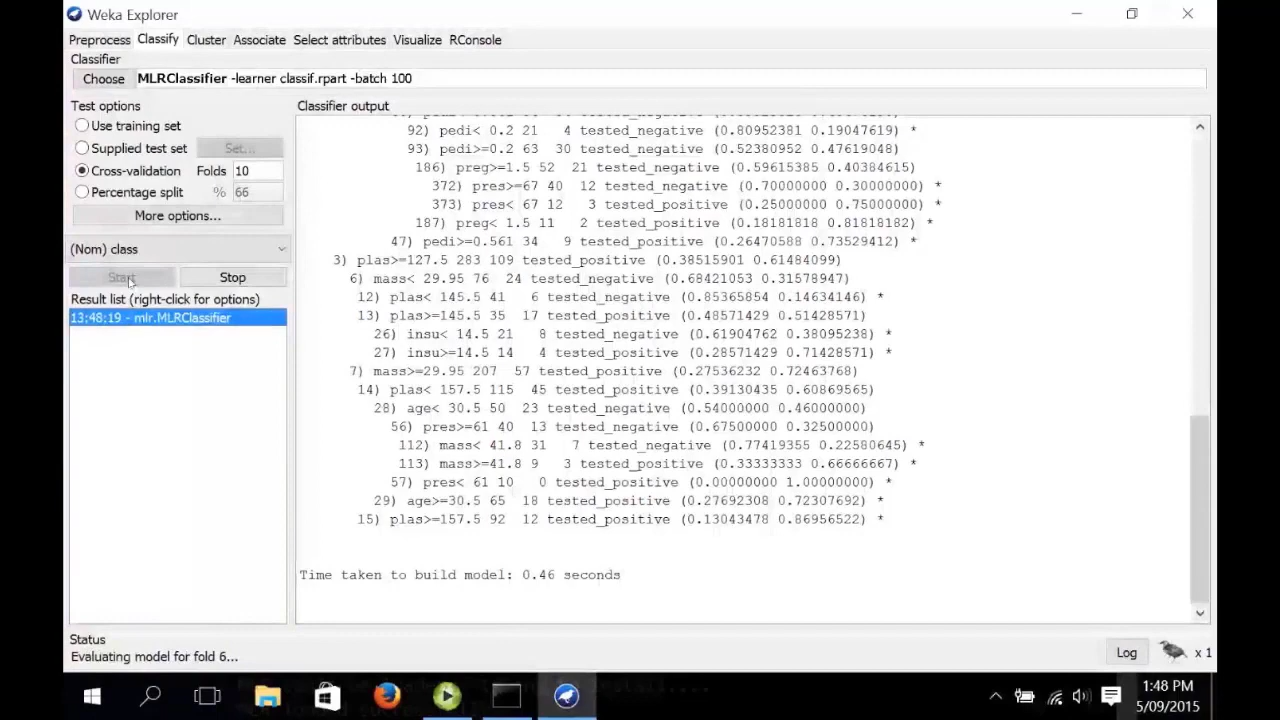 Weka Explorer
Preprocess Classify Cluster Associate Select attributes Visualize RConsole
Classifier
Choose MLRClassifier -learner classif.rpart -batch 100
Test options
Use training set
Supplied test set Set...
Cross-validation Folds 10
Percentage split % 66
More options...
(Nom) class
Start Stop
Result list (right-click for options)
13:48:19 - mlr.MLRClassifier
Classifier output
92) pedi< 0.2 21 4 tested_negative (0.80952381 0.19047619) *
93) pedi>=0.2 63 30 tested_negative (0.52380952 0.47619048)
186) preg>=1.5 52 21 tested_negative (0.59615385 0.40384615)
372) pres>=67 40 12 tested_negative (0.70000000 0.30000000) *
373) pres< 67 12 3 tested_positive (0.25000000 0.75000000) *
187) preg< 1.5 11 2 tested_positive (0.18181818 0.81818182) *
47) pedi>=0.561 34 9 tested_positive (0.26470588 0.73529412) *
3) plas>=127.5 283 109 tested_positive (0.38515901 0.61484099)
6) mass< 29.95 76 24 tested_negative (0.68421053 0.31578947)
12) plas< 145.5 41 6 tested_negative (0.85365854 0.14634146) *
13) plas>=145.5 35 17 tested_positive (0.48571429 0.51428571)
26) insu< 14.5 21 8 tested_negative (0.61904762 0.38095238) *
27) insu>=14.5 14 4 tested_positive (0.28571429 0.71428571) *
7) mass>=29.95 207 57 tested_positive (0.27536232 0.72463768)
14) plas< 157.5 115 45 tested_positive (0.39130435 0.60869565)
28) age< 30.5 50 23 tested_negative (0.54000000 0.46000000)
56) pres>=61 40 13 tested_negative (0.67500000 0.32500000)
112) mass< 41.8 31 7 tested_negative (0.77419355 0.22580645) *
113) mass>=41.8 9 3 tested_positive (0.33333333 0.66666667) *
57) pres< 61 10 0 tested_positive (0.00000000 1.00000000) *
29) age>=30.5 65 18 tested_positive (0.27692308 0.72307692) *
15) plas>=157.5 92 12 tested_positive (0.13043478 0.86956522) *
Time taken to build model: 0.46 seconds
Status
Evaluating model for fold 6...
Log x 1
1:48 PM
5/09/2015